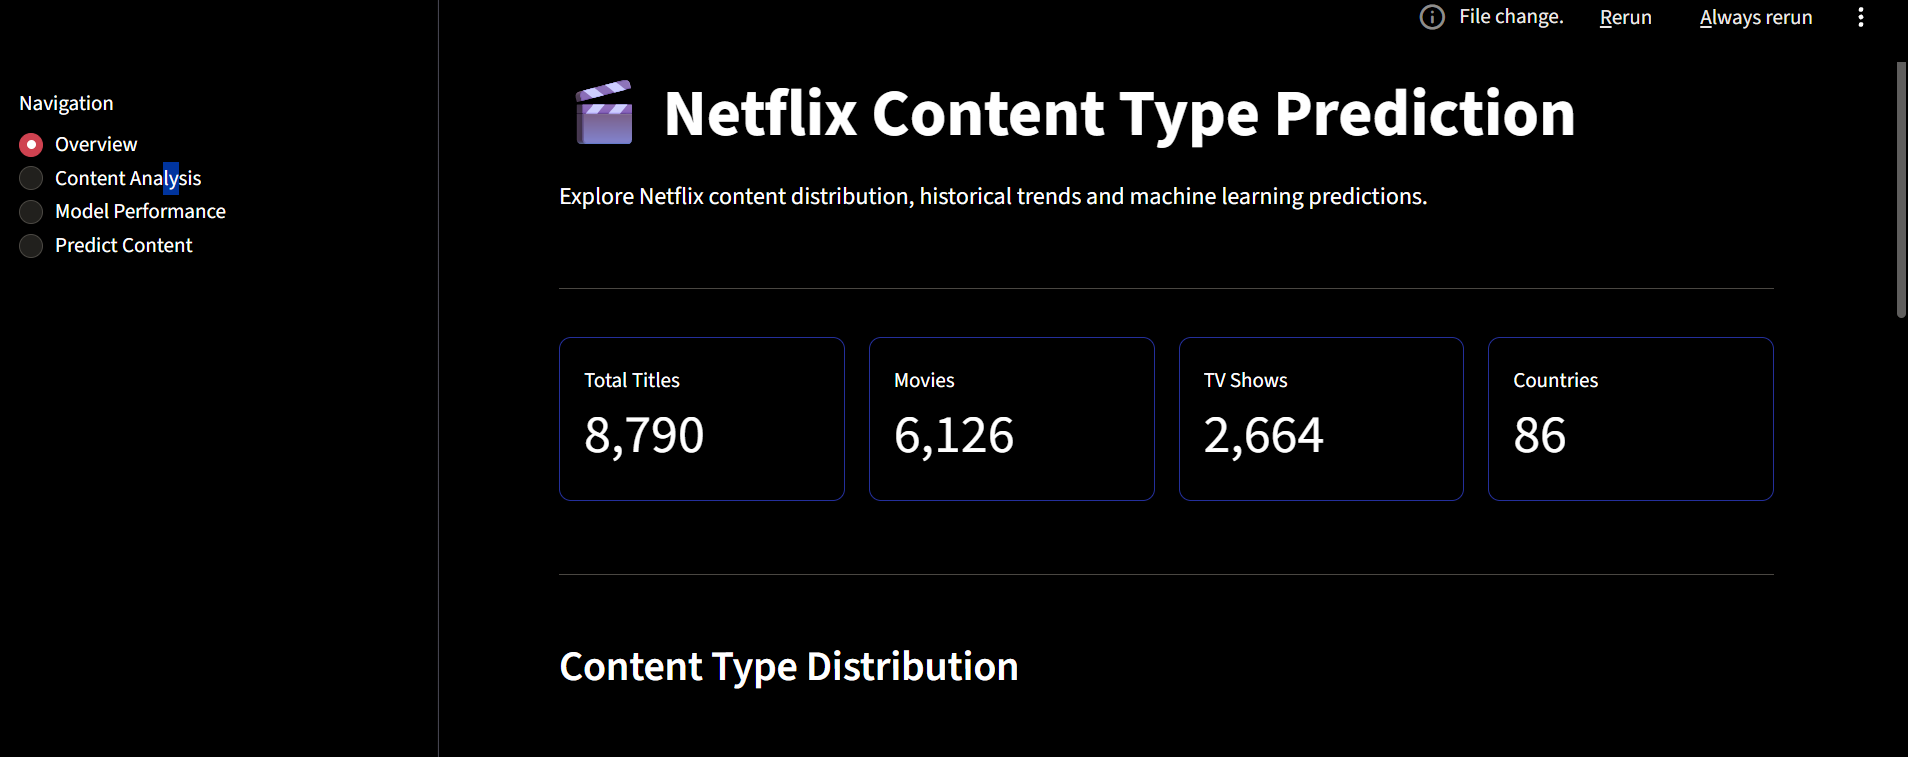 File change. Rerun Always rerun
Navigation
Overview
Content Analysis
Model Performance
Predict Content
Netflix Content Type Prediction
Explore Netflix content distribution, historical trends and machine learning predictions.
Total Titles
8,790
Movies
6,126
TV Shows
2,664
Countries
86
Content Type Distribution